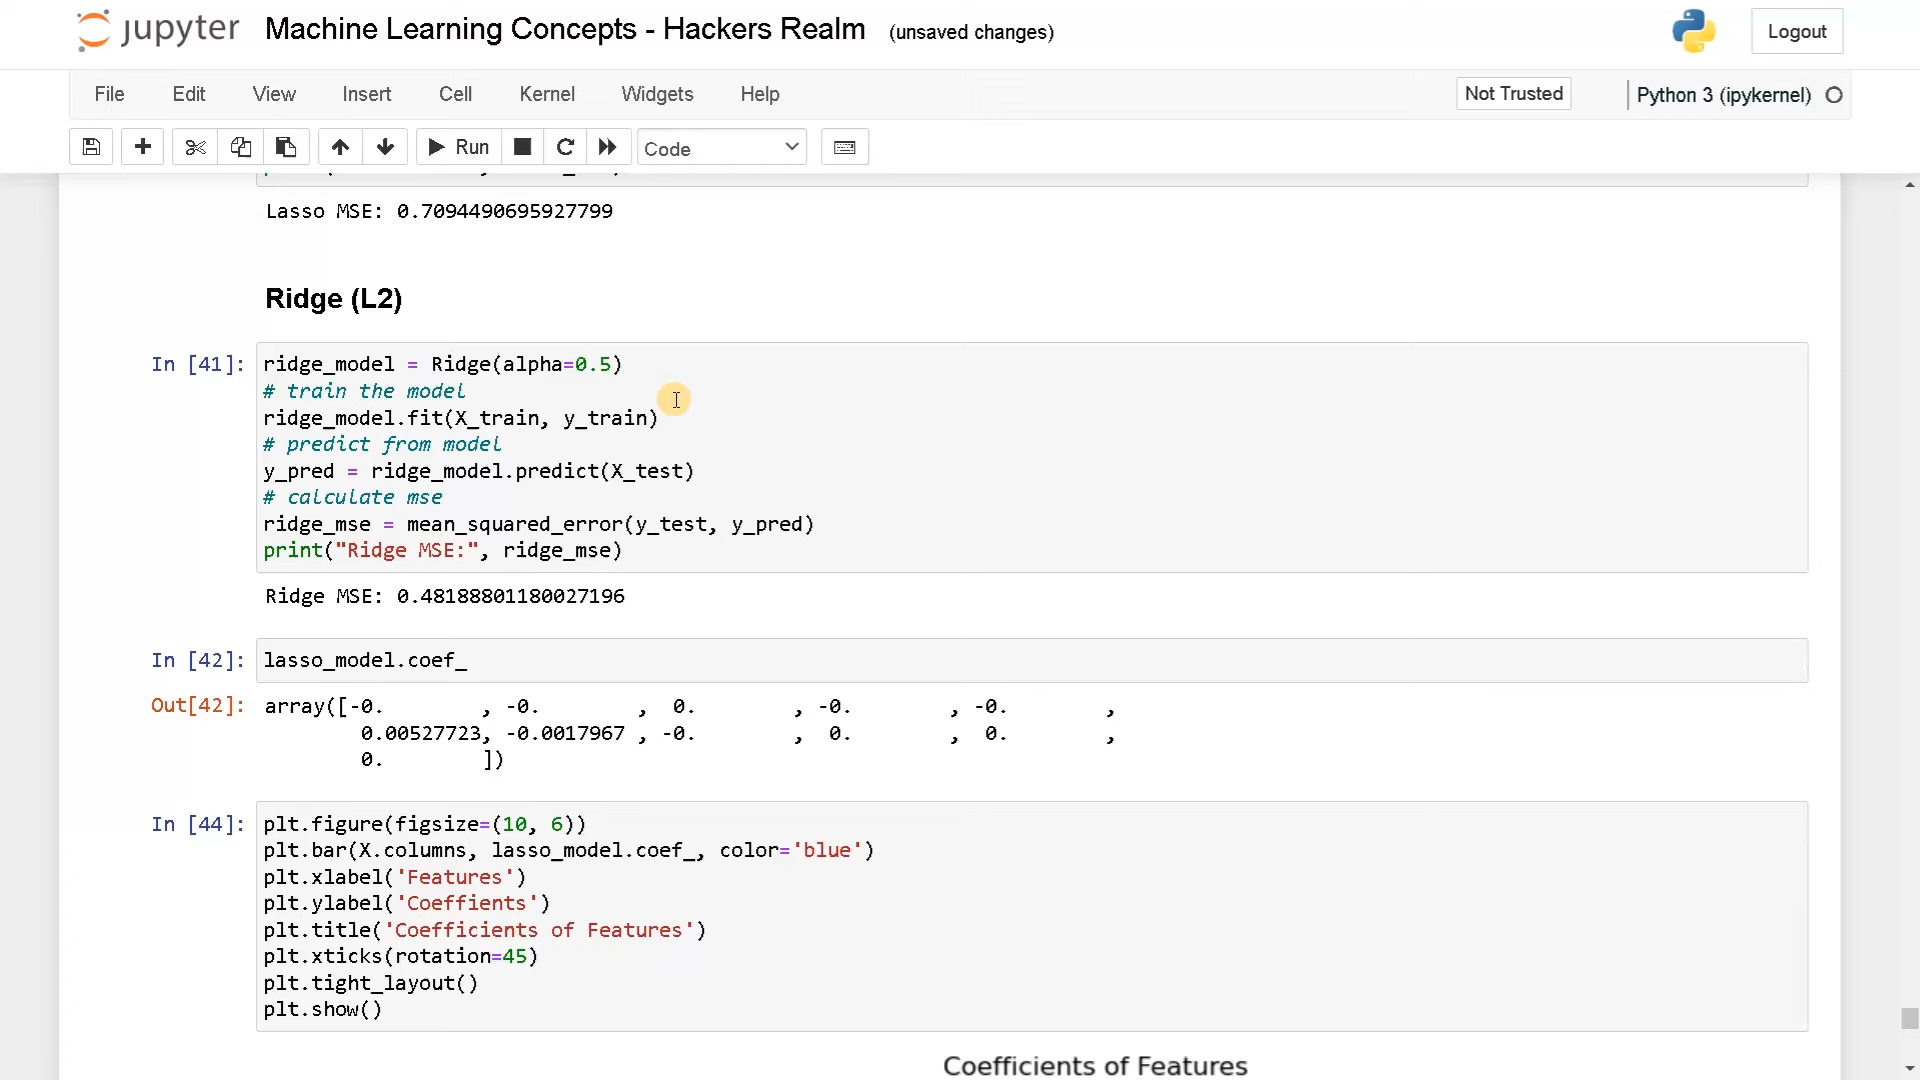 jupyter Machine Learning Concepts - Hackers Realm (unsaved changes) Logout
File Edit View Insert Cell Kernel Widgets Help Not Trusted Python 3 (ipykernel)
Run Code
Lasso MSE: 0.7094490695927799
Ridge (L2)
In [41]: ridge_model = Ridge(alpha=0.5)
# train the model
ridge_model.fit(X_train, y_train)
# predict from model
y_pred = ridge_model.predict(X_test)
# calculate mse
ridge_mse = mean_squared_error(y_test, y_pred)
print("Ridge MSE:", ridge_mse)
Ridge MSE: 0.48188801180027196
In [42]: lasso_model.coef_
Out[42]: array([-0. , -0. , 0. , -0. , -0. ,
0.00527723, -0.0017967 , -0. , 0. , 0. ,
0. ])
In [44]: plt.figure(figsize=(10, 6))
plt.bar(X.columns, lasso_model.coef_, color='blue')
plt.xlabel('Features')
plt.ylabel('Coeffients')
plt.title('Coefficients of Features')
plt.xticks(rotation=45)
plt.tight_layout()
plt.show()
Coefficients of Features